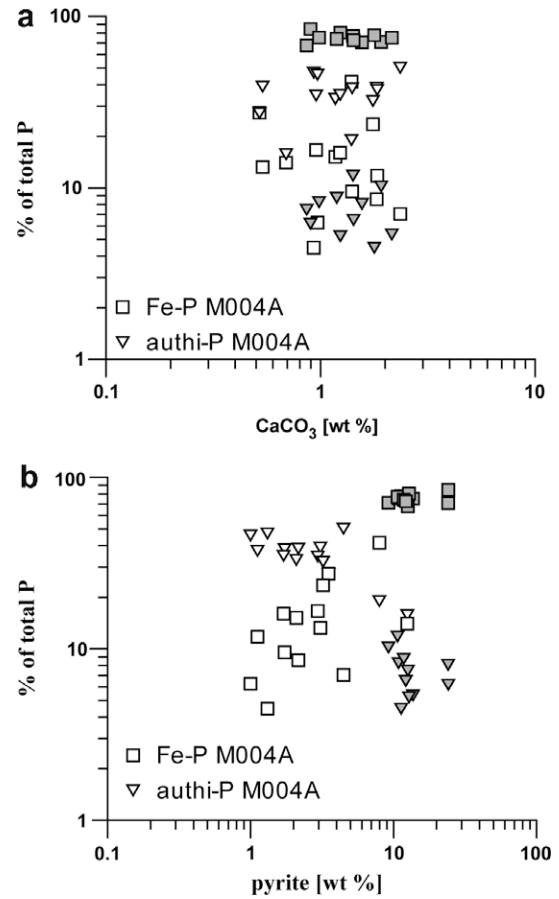 a
100
10
1
% of total P
Fe-P M004A
authi-P M004A
0.1
1
10
CaCO₃ [wt %]
b
100
10
1
% of total P
Fe-P M004A
authi-P M004A
0.1
1
10
100
pyrite [wt %]